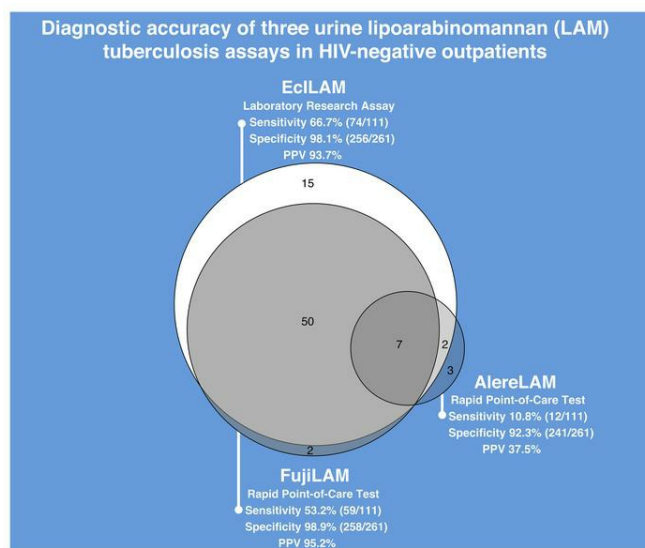 Diagnostic accuracy of three urine lipoarabinomannan (LAM)
tuberculosis assays in HIV-negative outpatients
EclLAM
Laboratory Research Assay
Sensitivity 66.7% (74/111)
Specificity 98.1% (256/261)
PPV 93.7%
15
50
7
2
3
AlereLAM
Rapid Point-of-Care Test
Sensitivity 10.8% (12/111)
Specificity 92.3% (241/261)
PPV 37.5%
2
FujiLAM
Rapid Point-of-Care Test
Sensitivity 53.2% (59/111)
Specificity 98.9% (258/261)
PPV 95.2%